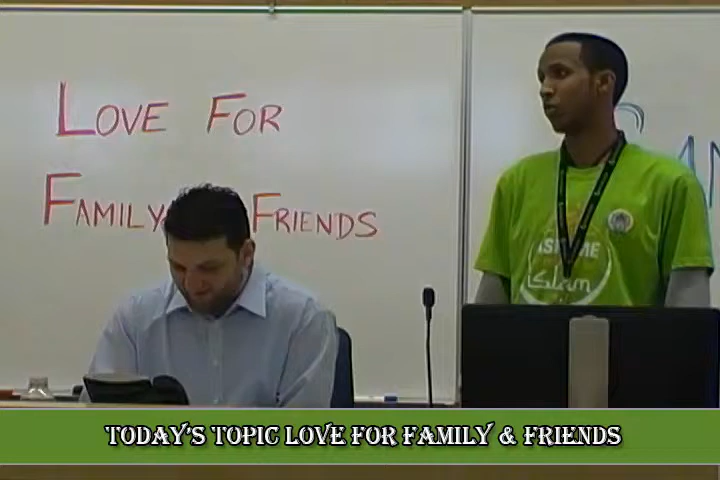 LOVE FOR
FAMILY FRIENDS
ISLAM
TODAY'S TOPIC LOVE FOR FAMILY & FRIENDS